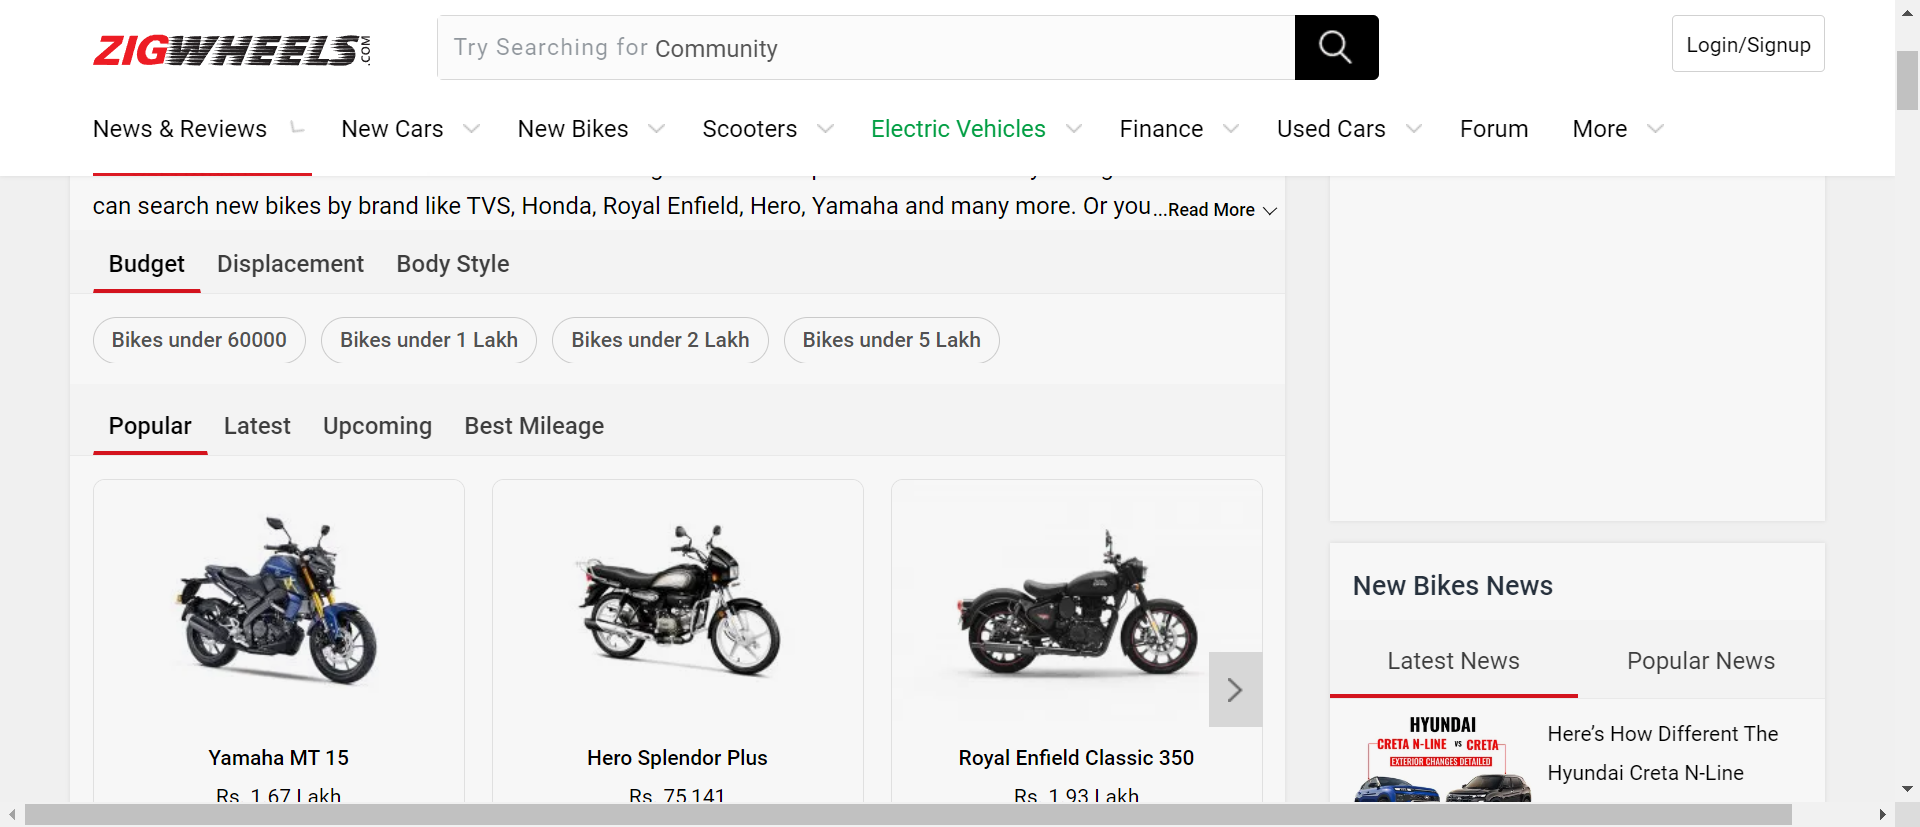 ZIGWHEELS.COM
Try Searching for Community
Login/Signup
News & Reviews
New Cars
New Bikes
Scooters
Electric Vehicles
Finance
Used Cars
Forum
More
can search new bikes by brand like TVS, Honda, Royal Enfield, Hero, Yamaha and many more. Or you ...Read More
Budget
Displacement
Body Style
Bikes under 60000
Bikes under 1 Lakh
Bikes under 2 Lakh
Bikes under 5 Lakh
Popular
Latest
Upcoming
Best Mileage
Yamaha MT 15
Rs. 1.67 Lakh
Hero Splendor Plus
Rs. 75,141
Royal Enfield Classic 350
Rs. 1.93 Lakh
New Bikes News
Latest News
Popular News
HYUNDAI
CRETA N-LINE VS CRETA
EXTERIOR CHANGES DETAILED
Here’s How Different The
Hyundai Creta N-Line